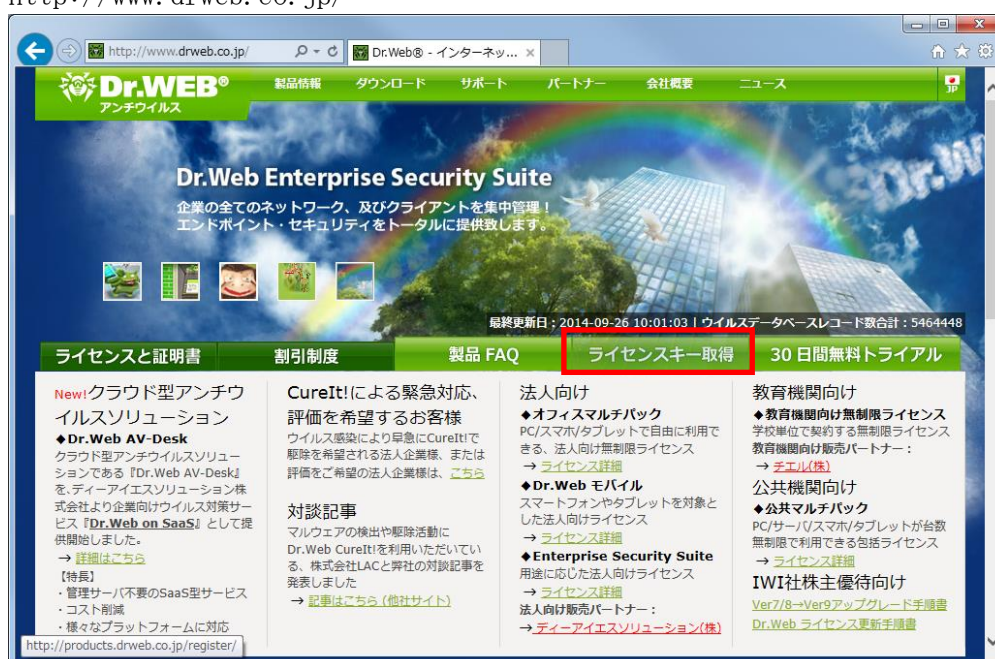 http://www.drweb.co.jp/
http://www.drweb.co.jp/
Dr.Web® - インターネッ...
Dr.WEB®
アンチウイルス
製品情報
ダウンロード
サポート
パートナー
会社概要
ニュース
JP
Dr.Web Enterprise Security Suite
企業の全てのネットワーク、及びクライアントを集中管理！
エンドポイント・セキュリティをトータルに提供致します。
Dr.W
最終更新日：2014-09-26 10:01:03 | ウイルスデータベースレコード数合計：5464448
ライセンスと証明書
割引制度
製品 FAQ
ライセンスキー取得
30 日間無料トライアル
New!クラウド型アンチウ
イルスソリューション
◆Dr.Web AV-Desk
クラウド型アンチウイルスソリュー
ションである『Dr.Web AV-Desk』
を、ディーアイエスソリューション株
式会社より企業向けウイルス対策サー
ビス『Dr.Web on SaaS』として提
供開始しました。
→ 詳細はこちら
【特長】
・管理サーバ不要のSaaS型サービス
・コスト削減
・様々なプラットフォームに対応
CureIt!による緊急対応、
評価を希望するお客様
ウイルス感染により早急にCureIt!で
駆除を希望される法人企業様、または
評価をご希望の法人企業様は、こちら
対談記事
マルウェアの検出や駆除活動に
Dr.Web CureIt!を利用いただいてい
る、株式会社LACと弊社の対談記事を
発表しました
→ 記事はこちら (他社サイト)
法人向け
◆オフィスマルチパック
PC/スマホ/タブレットで自由に利用で
きる、法人向け無制限ライセンス
→ ライセンス詳細
◆Dr.Web モバイル
スマートフォンやタブレットを対象と
した法人向けライセンス
→ ライセンス詳細
◆Enterprise Security Suite
用途に応じた法人向けライセンス
→ ライセンス詳細
法人向け販売パートナー：
→ ディーアイエスソリューション(株)
教育機関向け
◆教育機関向け無制限ライセンス
学校単位で契約する無制限ライセンス
教育機関向け販売パートナー：
→ チエル(株)
公共機関向け
◆公共マルチパック
PC/サーバ/スマホ/タブレットが台数
無制限で利用できる包括ライセンス
→ ライセンス詳細
IWI社株主優待向け
Ver7/8→Ver9アップグレード手順書
Dr.Web ライセンス更新手順書
http://products.drweb.co.jp/register/